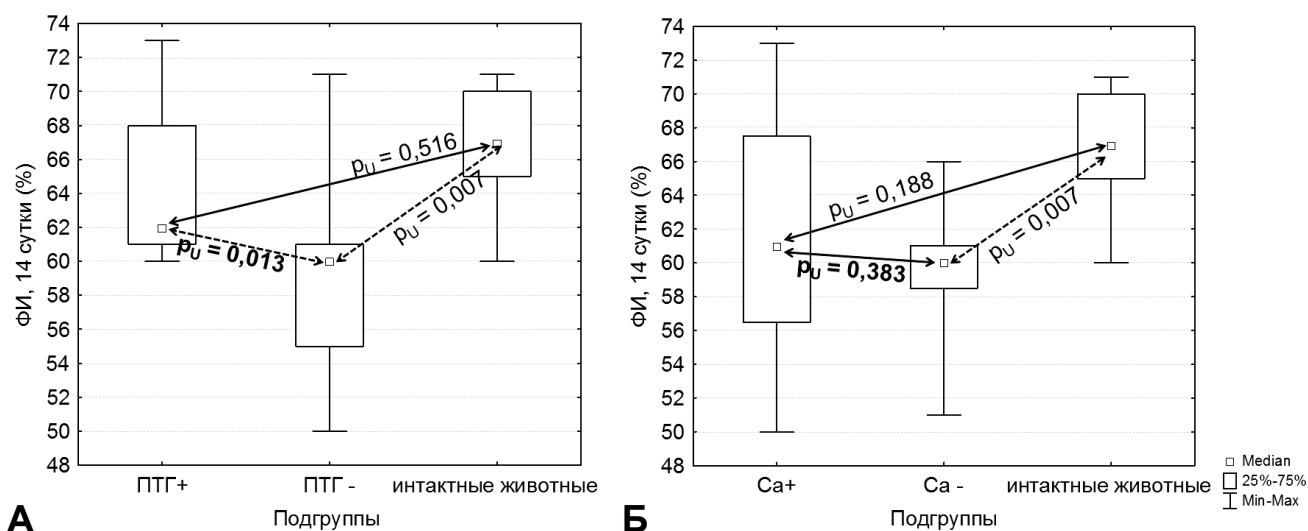 74
72
70
68
66
64
62
60
58
56
54
52
50
48
ФИ, 14 сутки (%)
pU = 0,516
pU = 0,007
pU = 0,013
ПТГ+
ПТГ -
интактные животные
Подгруппы
А
74
72
70
68
66
64
62
60
58
56
54
52
50
48
ФИ, 14 сутки (%)
pU = 0,188
pU = 0,007
pU = 0,383
Ca+
Ca -
интактные животные
Подгруппы
Б
Median
25%-75%
Min-Max